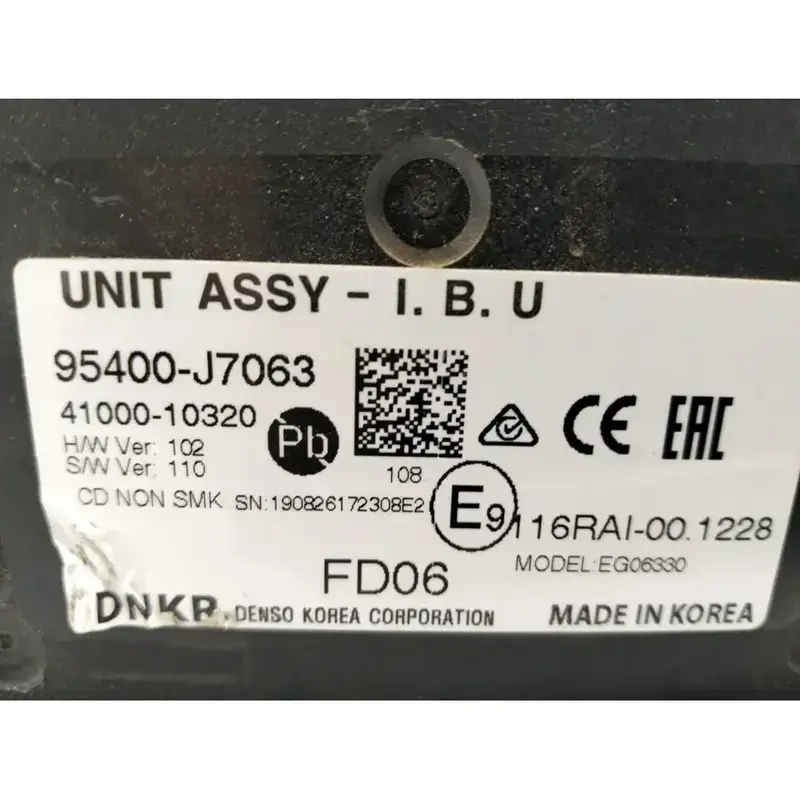 UNIT ASSY - I. B. U
95400-J7063
41000-10320
Pb
H/W Ver: 102
S/W Ver: 110
108
CE EAC
CD NON SMK SN:190826172308E2
E9
116RAI-00.1228
MODEL:EG06330
FD06
DNKR DENSO KOREA CORPORATION
MADE IN KOREA